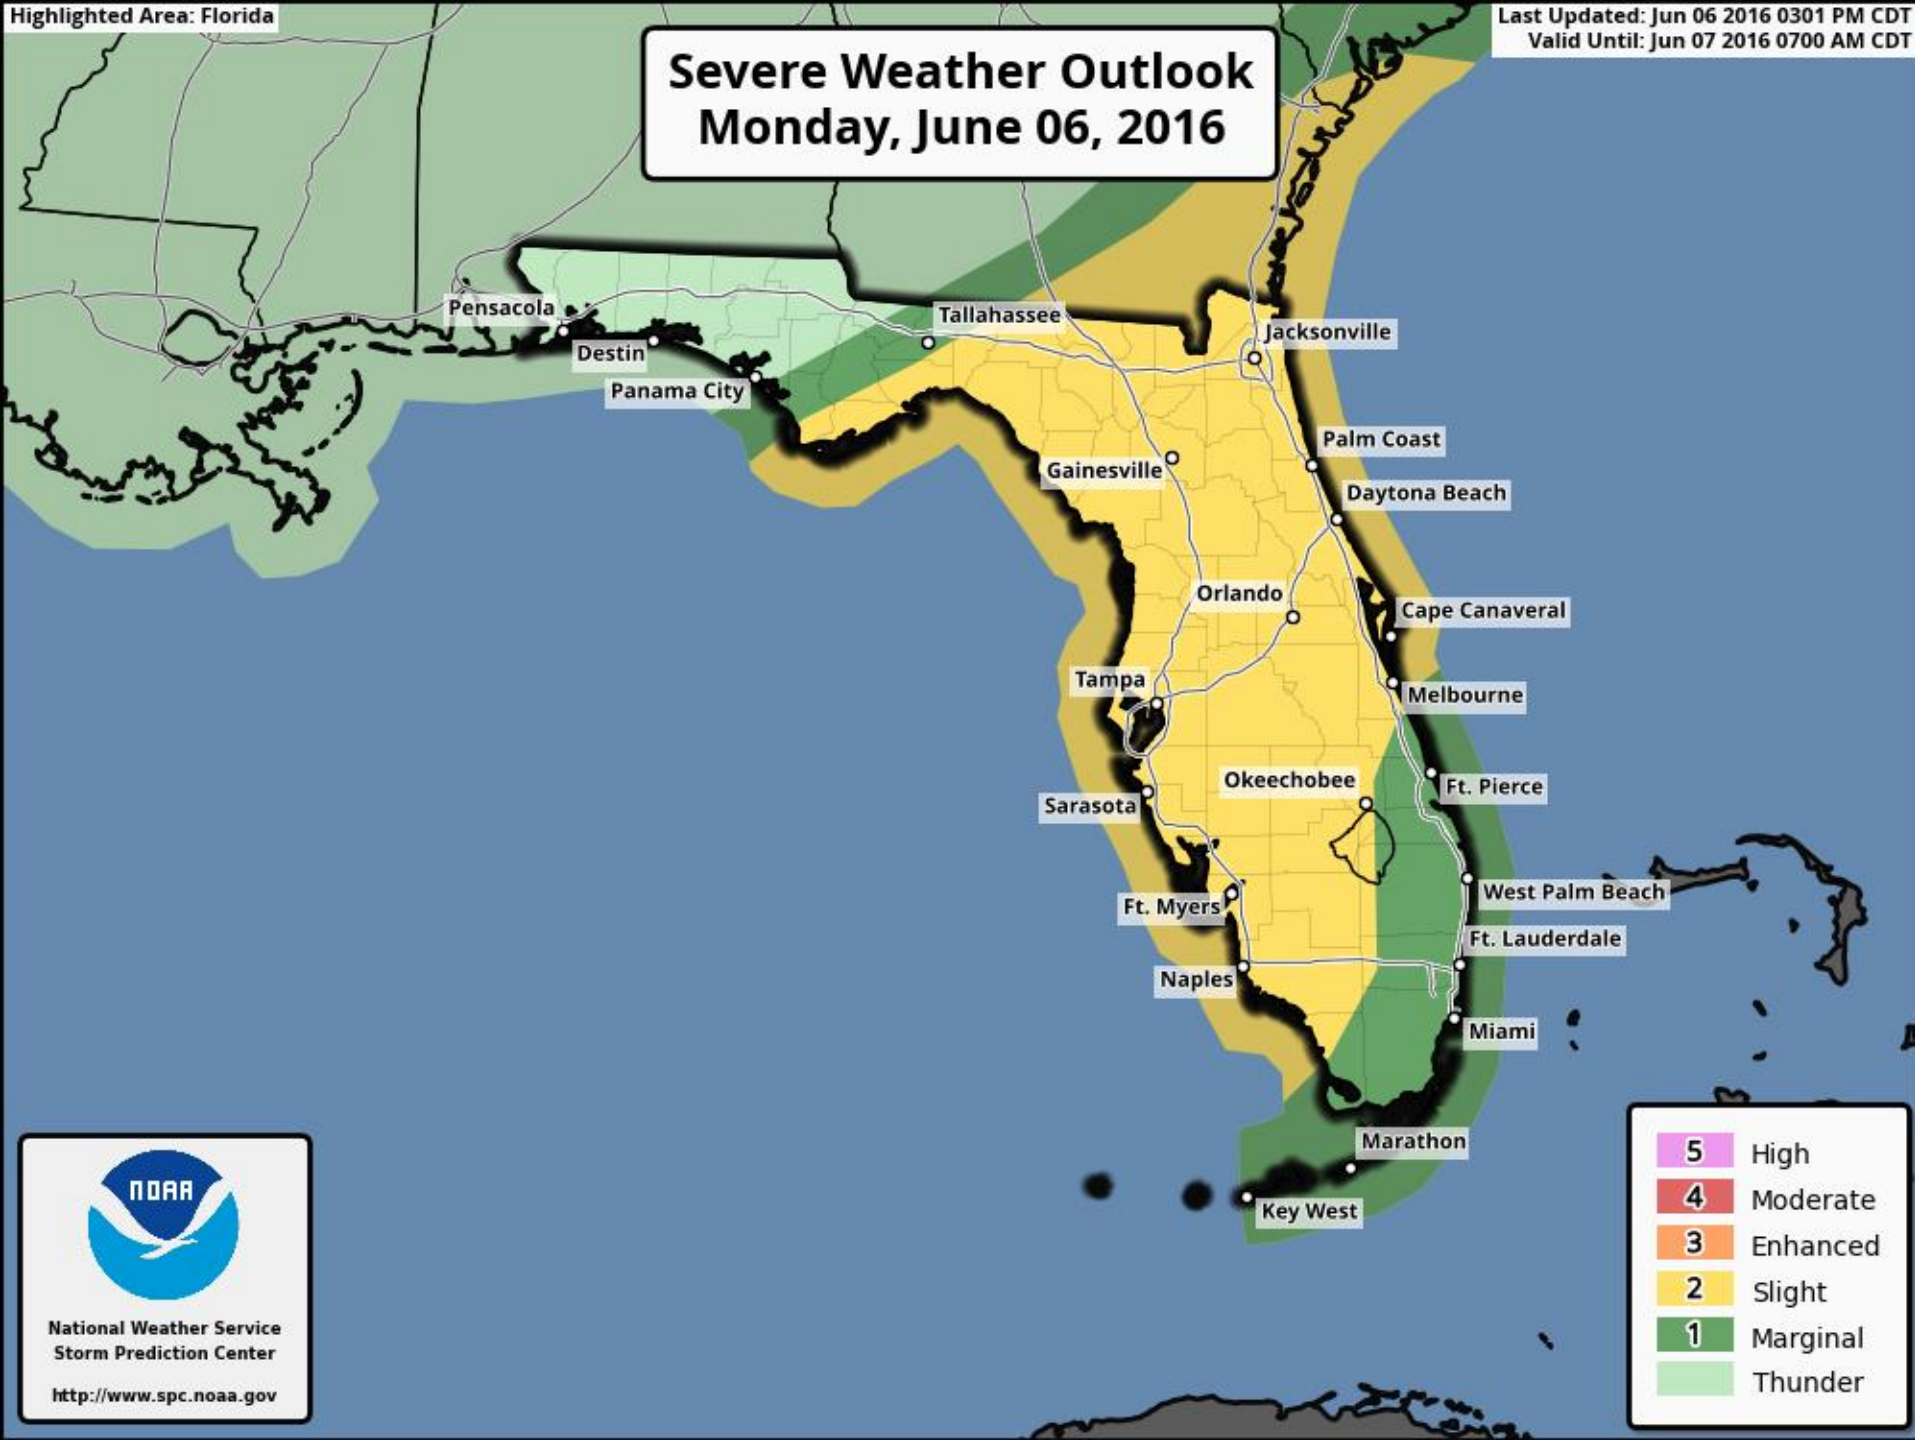 Highlighted Area: Florida
Last Updated: Jun 06 2016 0301 PM CDT
Valid Until: Jun 07 2016 0700 AM CDT
Severe Weather Outlook
Monday, June 06, 2016
Pensacola
Tallahassee
Jacksonville
Destin
Panama City
Palm Coast
Gainesville
Daytona Beach
Orlando
Cape Canaveral
Tampa
Melbourne
Okeechobee
Ft. Pierce
Sarasota
West Palm Beach
Ft. Myers
Ft. Lauderdale
Naples
Miami
Marathon
Key West
NOAA
National Weather Service
Storm Prediction Center
http://www.spc.noaa.gov
5 High
4 Moderate
3 Enhanced
2 Slight
1 Marginal
Thunder